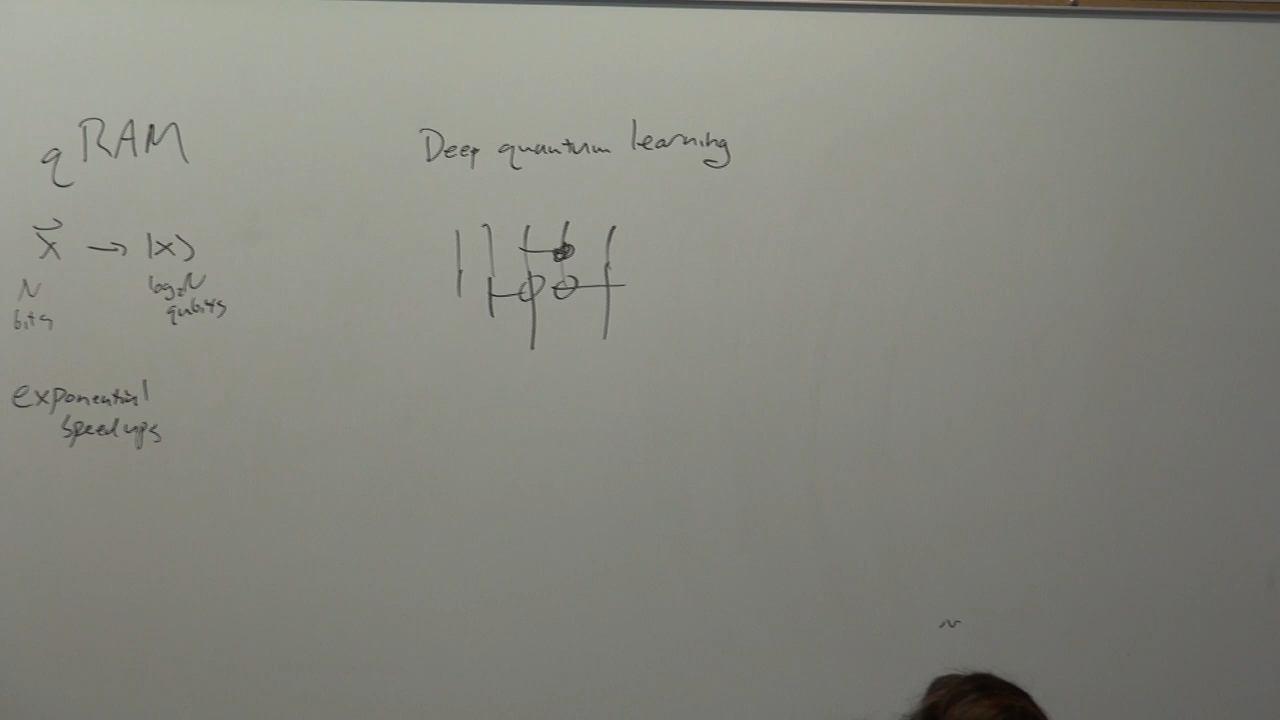 qRAM
x⃗ → |x⟩
N bits
log₂N qubits
exponential
speedups
Deep quantum learning
~